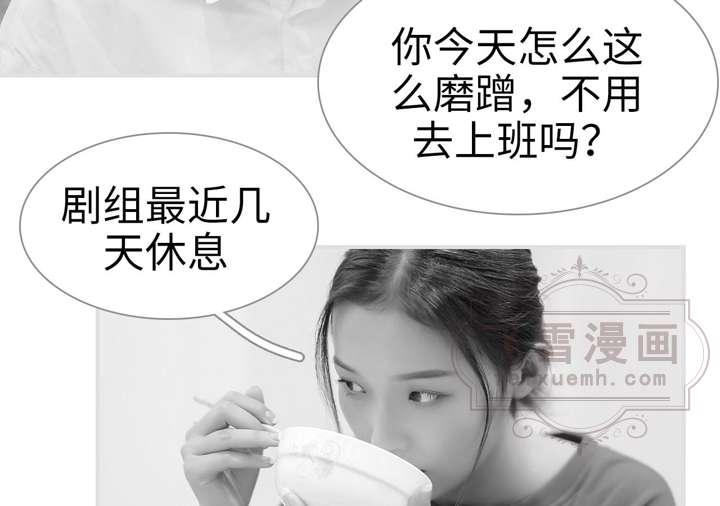 你今天怎么这
么磨蹭，不用
去上班吗？
剧组最近几
天休息
雪漫画
xuemh.com